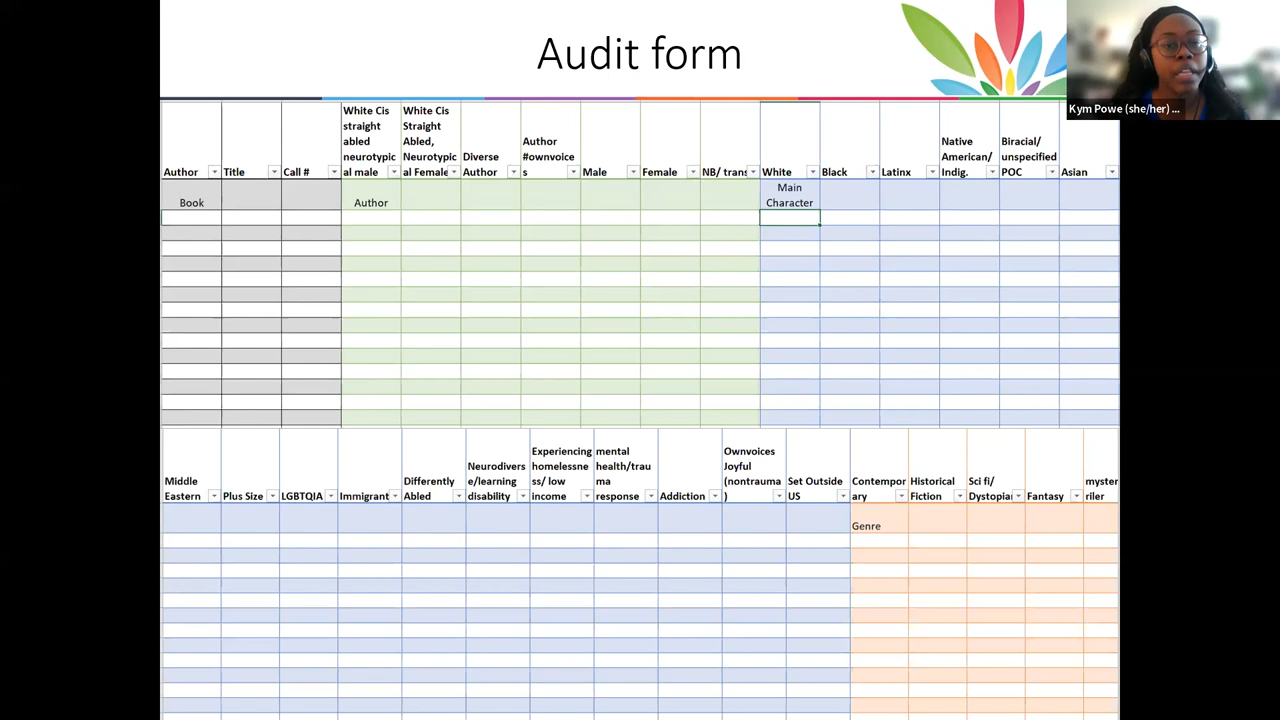 Audit form
Kym Powe (she/her) ...
Author
Title
Call #
White Cis
straight
abled
neurotypic
al male
White Cis
Straight
Abled,
Neurotypic
al Female
Diverse
Author
Author
#ownvoice
s
Male
Female
NB/ trans
White
Black
Latinx
Native
American/
Indig.
Biracial/
unspecified
POC
Asian
Book
Author
Main
Character
Middle
Eastern
Plus Size
LGBTQIA
Immigrant
Differently
Abled
Neurodivers
e/learning
disability
Experiencing
homelessne
ss/ low
income
mental
health/trau
ma
response
Addiction
Ownvoices
Joyful
(nontrauma
)
Set Outside
US
Contempor
ary
Historical
Fiction
Sci fi/
Dystopian
Fantasy
myster
riler
Genre